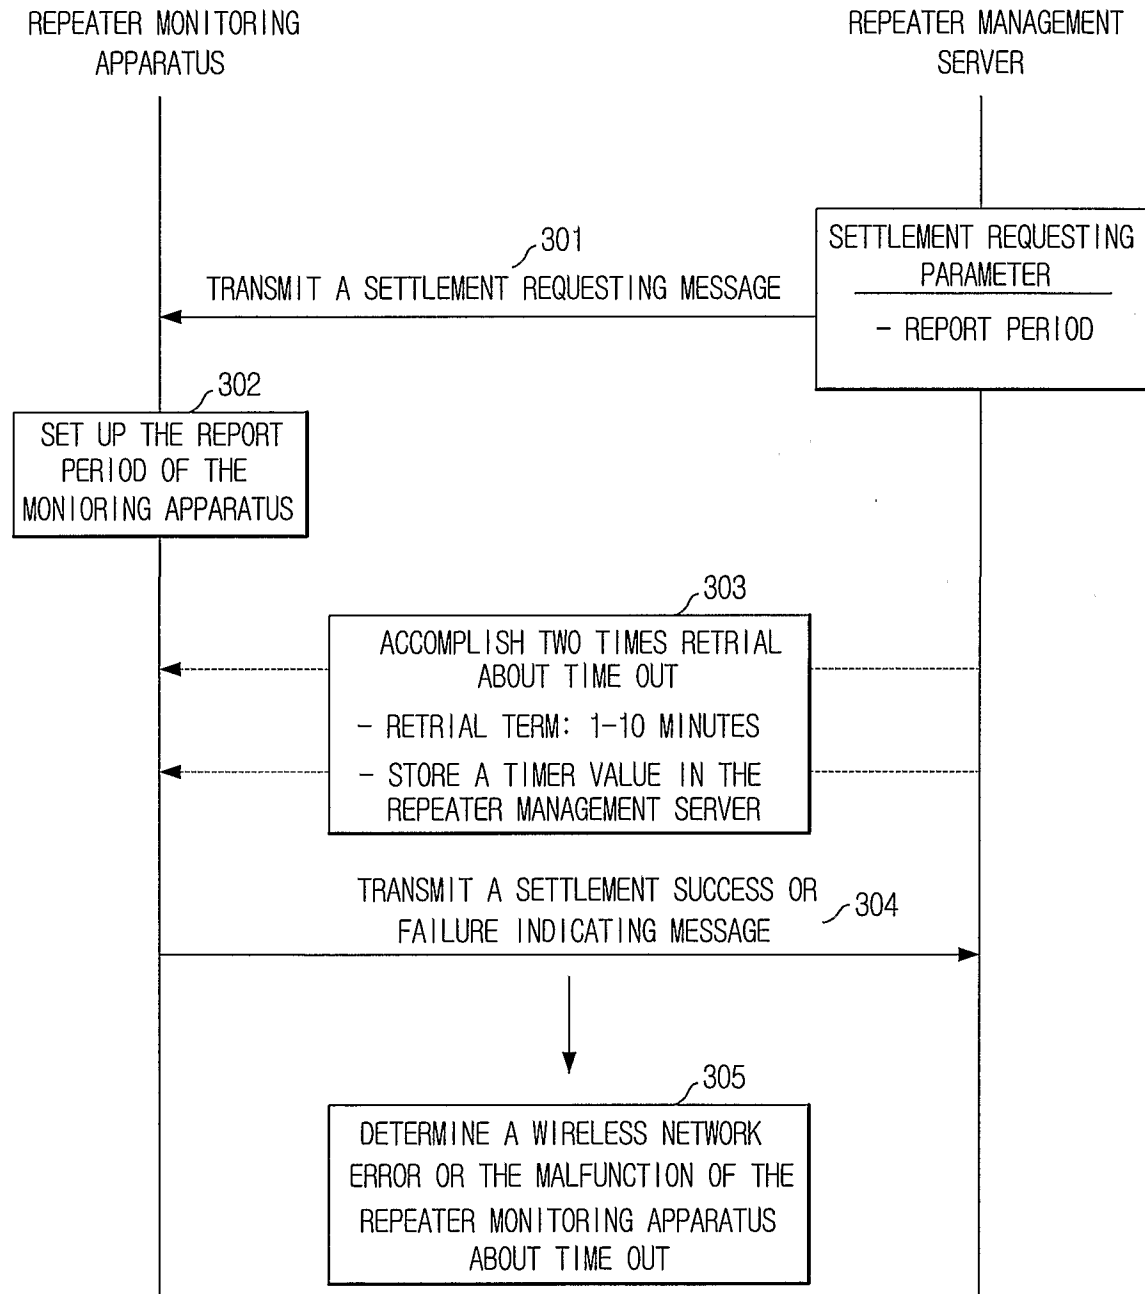 REPEATER MONITORING
APPARATUS
REPEATER MANAGEMENT
SERVER
SETTLEMENT REQUESTING
PARAMETER
- REPORT PERIOD
301
TRANSMIT A SETTLEMENT REQUESTING MESSAGE
302
SET UP THE REPORT
PERIOD OF THE
MONIORING APPARATUS
303
ACCOMPLISH TWO TIMES RETRIAL
ABOUT TIME OUT
- RETRIAL TERM: 1-10 MINUTES
- STORE A TIMER VALUE IN THE
REPEATER MANAGEMENT SERVER
TRANSMIT A SETTLEMENT SUCCESS OR
FAILURE INDICATING MESSAGE
304
305
DETERMINE A WIRELESS NETWORK
ERROR OR THE MALFUNCTION OF THE
REPEATER MONITORING APPARATUS
ABOUT TIME OUT